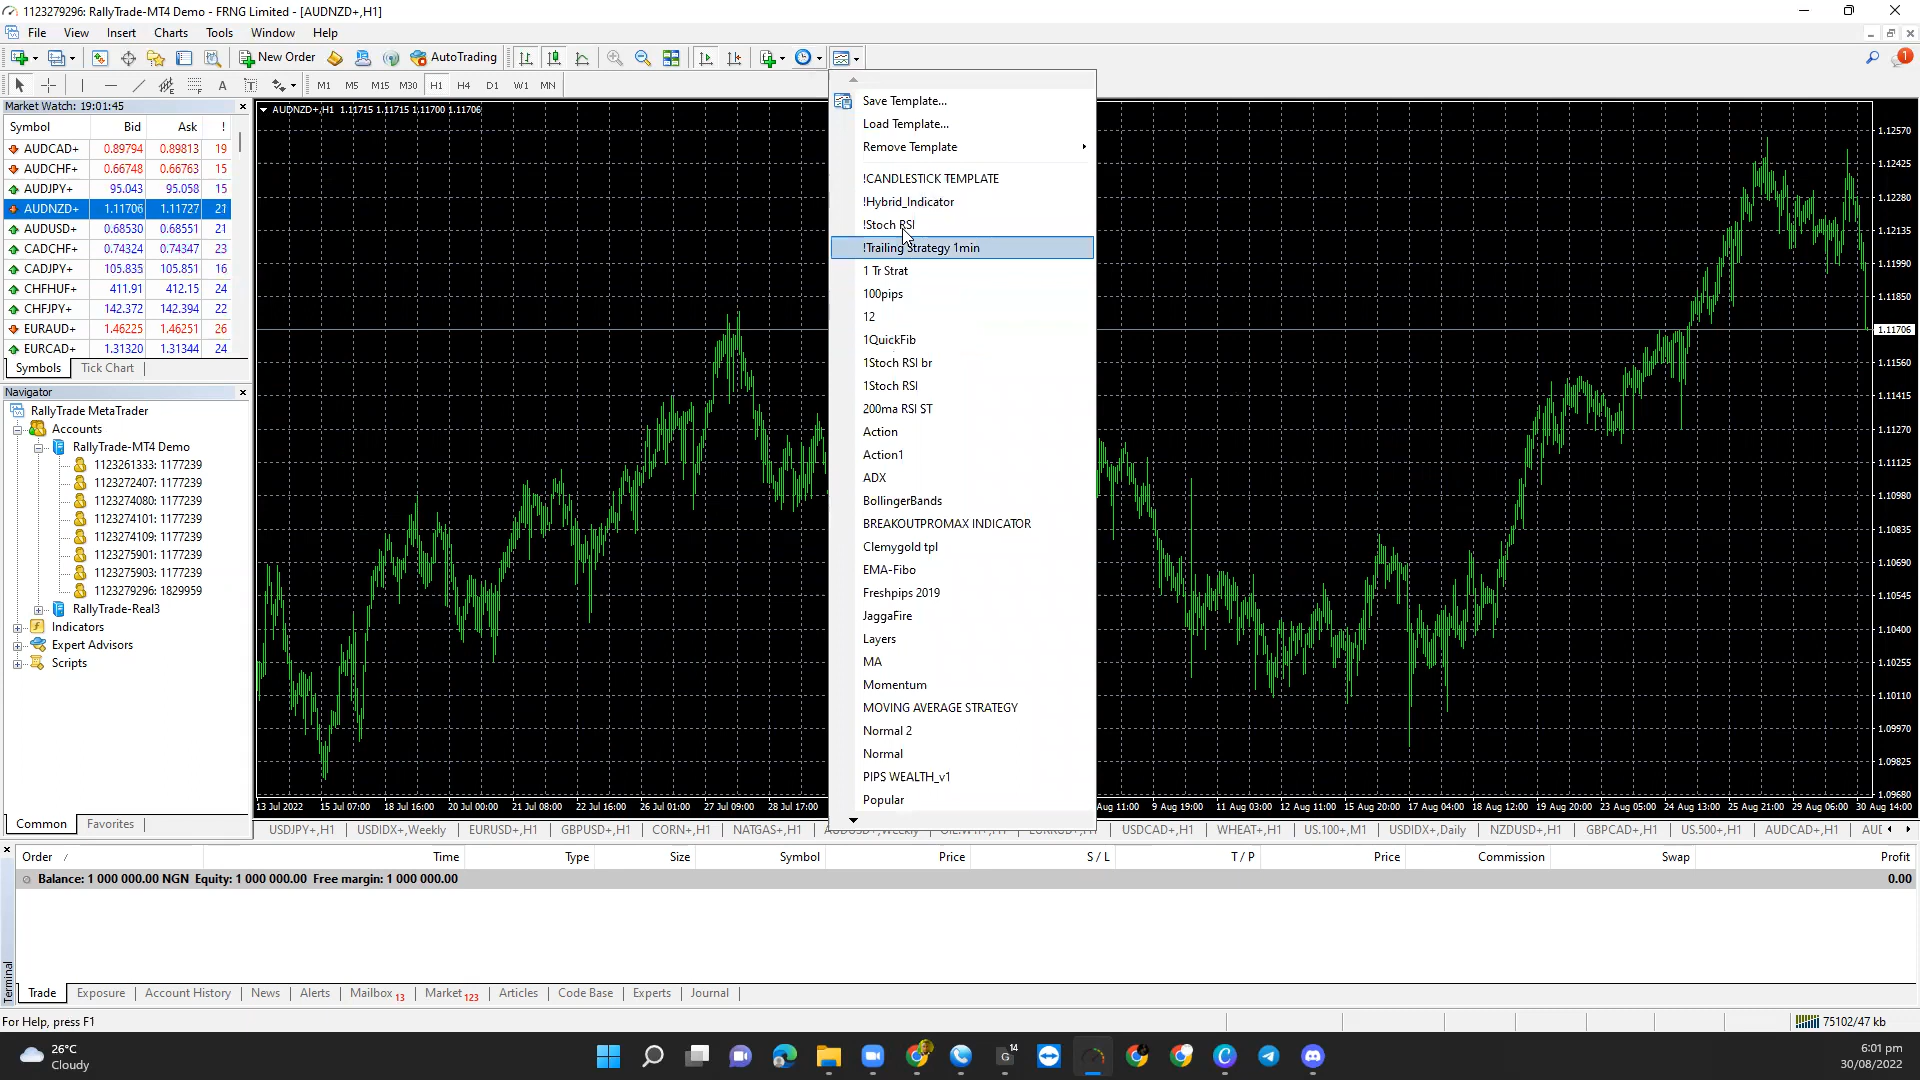 1123279296: RallyTrade-MT4 Demo - FRNG Limited - [AUDNZD+,H1]
File View Insert Charts Tools Window Help
New Order AutoTrading 1
A T M1 M5 M15 M30 H1 H4 D1 W1 MN
Market Watch: 19:01:45
Symbol Bid Ask !
AUDCAD+ 0.89794 0.89813 19
AUDCHF+ 0.66748 0.66763 15
AUDJPY+ 95.043 95.058 15
AUDNZD+ 1.11706 1.11727 21
AUDUSD+ 0.68530 0.68551 21
CADCHF+ 0.74324 0.74347 23
CADJPY+ 105.835 105.851 16
CHFHUF+ 411.91 412.15 24
CHFJPY+ 142.372 142.394 22
EURAUD+ 1.46225 1.46251 26
EURCAD+ 1.31320 1.31344 24
Symbols Tick Chart
Navigator
RallyTrade MetaTrader
Accounts
RallyTrade-MT4 Demo
1123261333: 1177239
1123272407: 1177239
1123274080: 1177239
1123274101: 1177239
1123274109: 1177239
1123275901: 1177239
1123275903: 1177239
1123279296: 1829959
RallyTrade-Real3
Indicators
Expert Advisors
Scripts
Common Favorites
AUDNZD+,H1 1.11715 1.11715 1.11700 1.11706
Save Template...
Load Template...
Remove Template
!CANDLESTICK TEMPLATE
!Hybrid_Indicator
!Stoch RSI
!Trailing Strategy 1min
1 Tr Strat
100pips
12
1QuickFib
1Stoch RSI br
1Stoch RSI
200ma RSI ST
Action
Action1
ADX
BollingerBands
BREAKOUTPROMAX INDICATOR
Clemygold tpl
EMA-Fibo
Freshpips 2019
JaggaFire
Layers
MA
Momentum
MOVING AVERAGE STRATEGY
Normal 2
Normal
PIPS WEALTH_v1
Popular
1.12570
1.12425
1.12280
1.12135
1.11990
1.11850
1.11706
1.11560
1.11415
1.11270
1.11125
1.10980
1.10835
1.10690
1.10545
1.10400
1.10255
1.10110
1.09970
1.09825
1.09680
13 Jul 2022 15 Jul 07:00 18 Jul 16:00 20 Jul 00:00 21 Jul 08:00 22 Jul 16:00 26 Jul 01:00 27 Jul 09:00 28 Jul 17:00 Aug 11:00 9 Aug 19:00 11 Aug 03:00 12 Aug 11:00 15 Aug 20:00 17 Aug 04:00 18 Aug 12:00 19 Aug 20:00 23 Aug 05:00 24 Aug 13:00 25 Aug 21:00 29 Aug 06:00 30 Aug 14:00
USDJPY+,H1 USDIDX+,Weekly EURUSD+,H1 GBPUSD+,H1 CORN+,H1 NATGAS+,H1 USDCAD+,H1 WHEAT+,H1 US.100+,M1 USDIDX+,Daily NZDUSD+,H1 GBPCAD+,H1 US.500+,H1 AUDCAD+,H1
Order / Time Type Size Symbol Price S / L T / P Price Commission Swap Profit
Balance: 1 000 000.00 NGN Equity: 1 000 000.00 Free margin: 1 000 000.00 0.00
Terminal
Trade Exposure Account History News Alerts Mailbox 13 Market 123 Articles Code Base Experts Journal
For Help, press F1 75102/47 kb
26°C
Cloudy
G 14
6:01 pm
30/08/2022